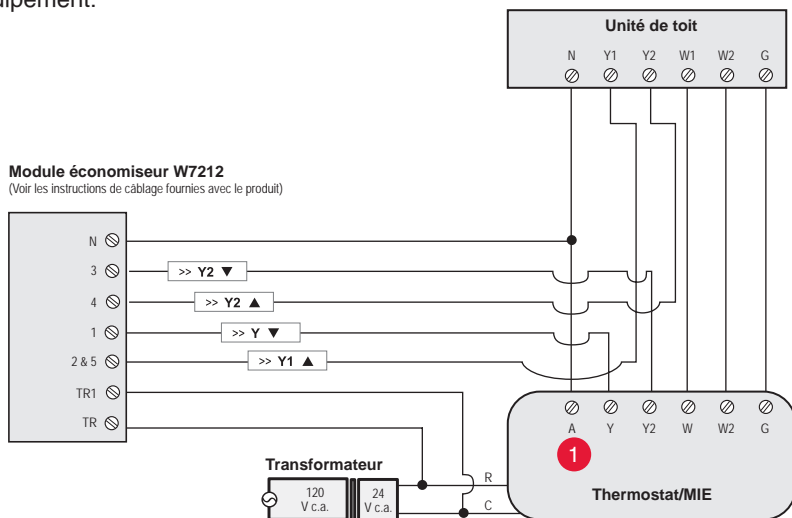 Unité de toit
N Y1 Y2 W1 W2 G
Module économiseur W7212
(Voir les instructions de câblage fournies avec le produit)
N
3 >> Y2 ▼
4 >> Y2 ▲
1 >> Y ▼
2 & 5 >> Y1 ▲
TR1
TR
A Y Y2 W W2 G
1
Thermostat/MIE
Transformateur
120 V c.a.
24 V c.a.
R
C